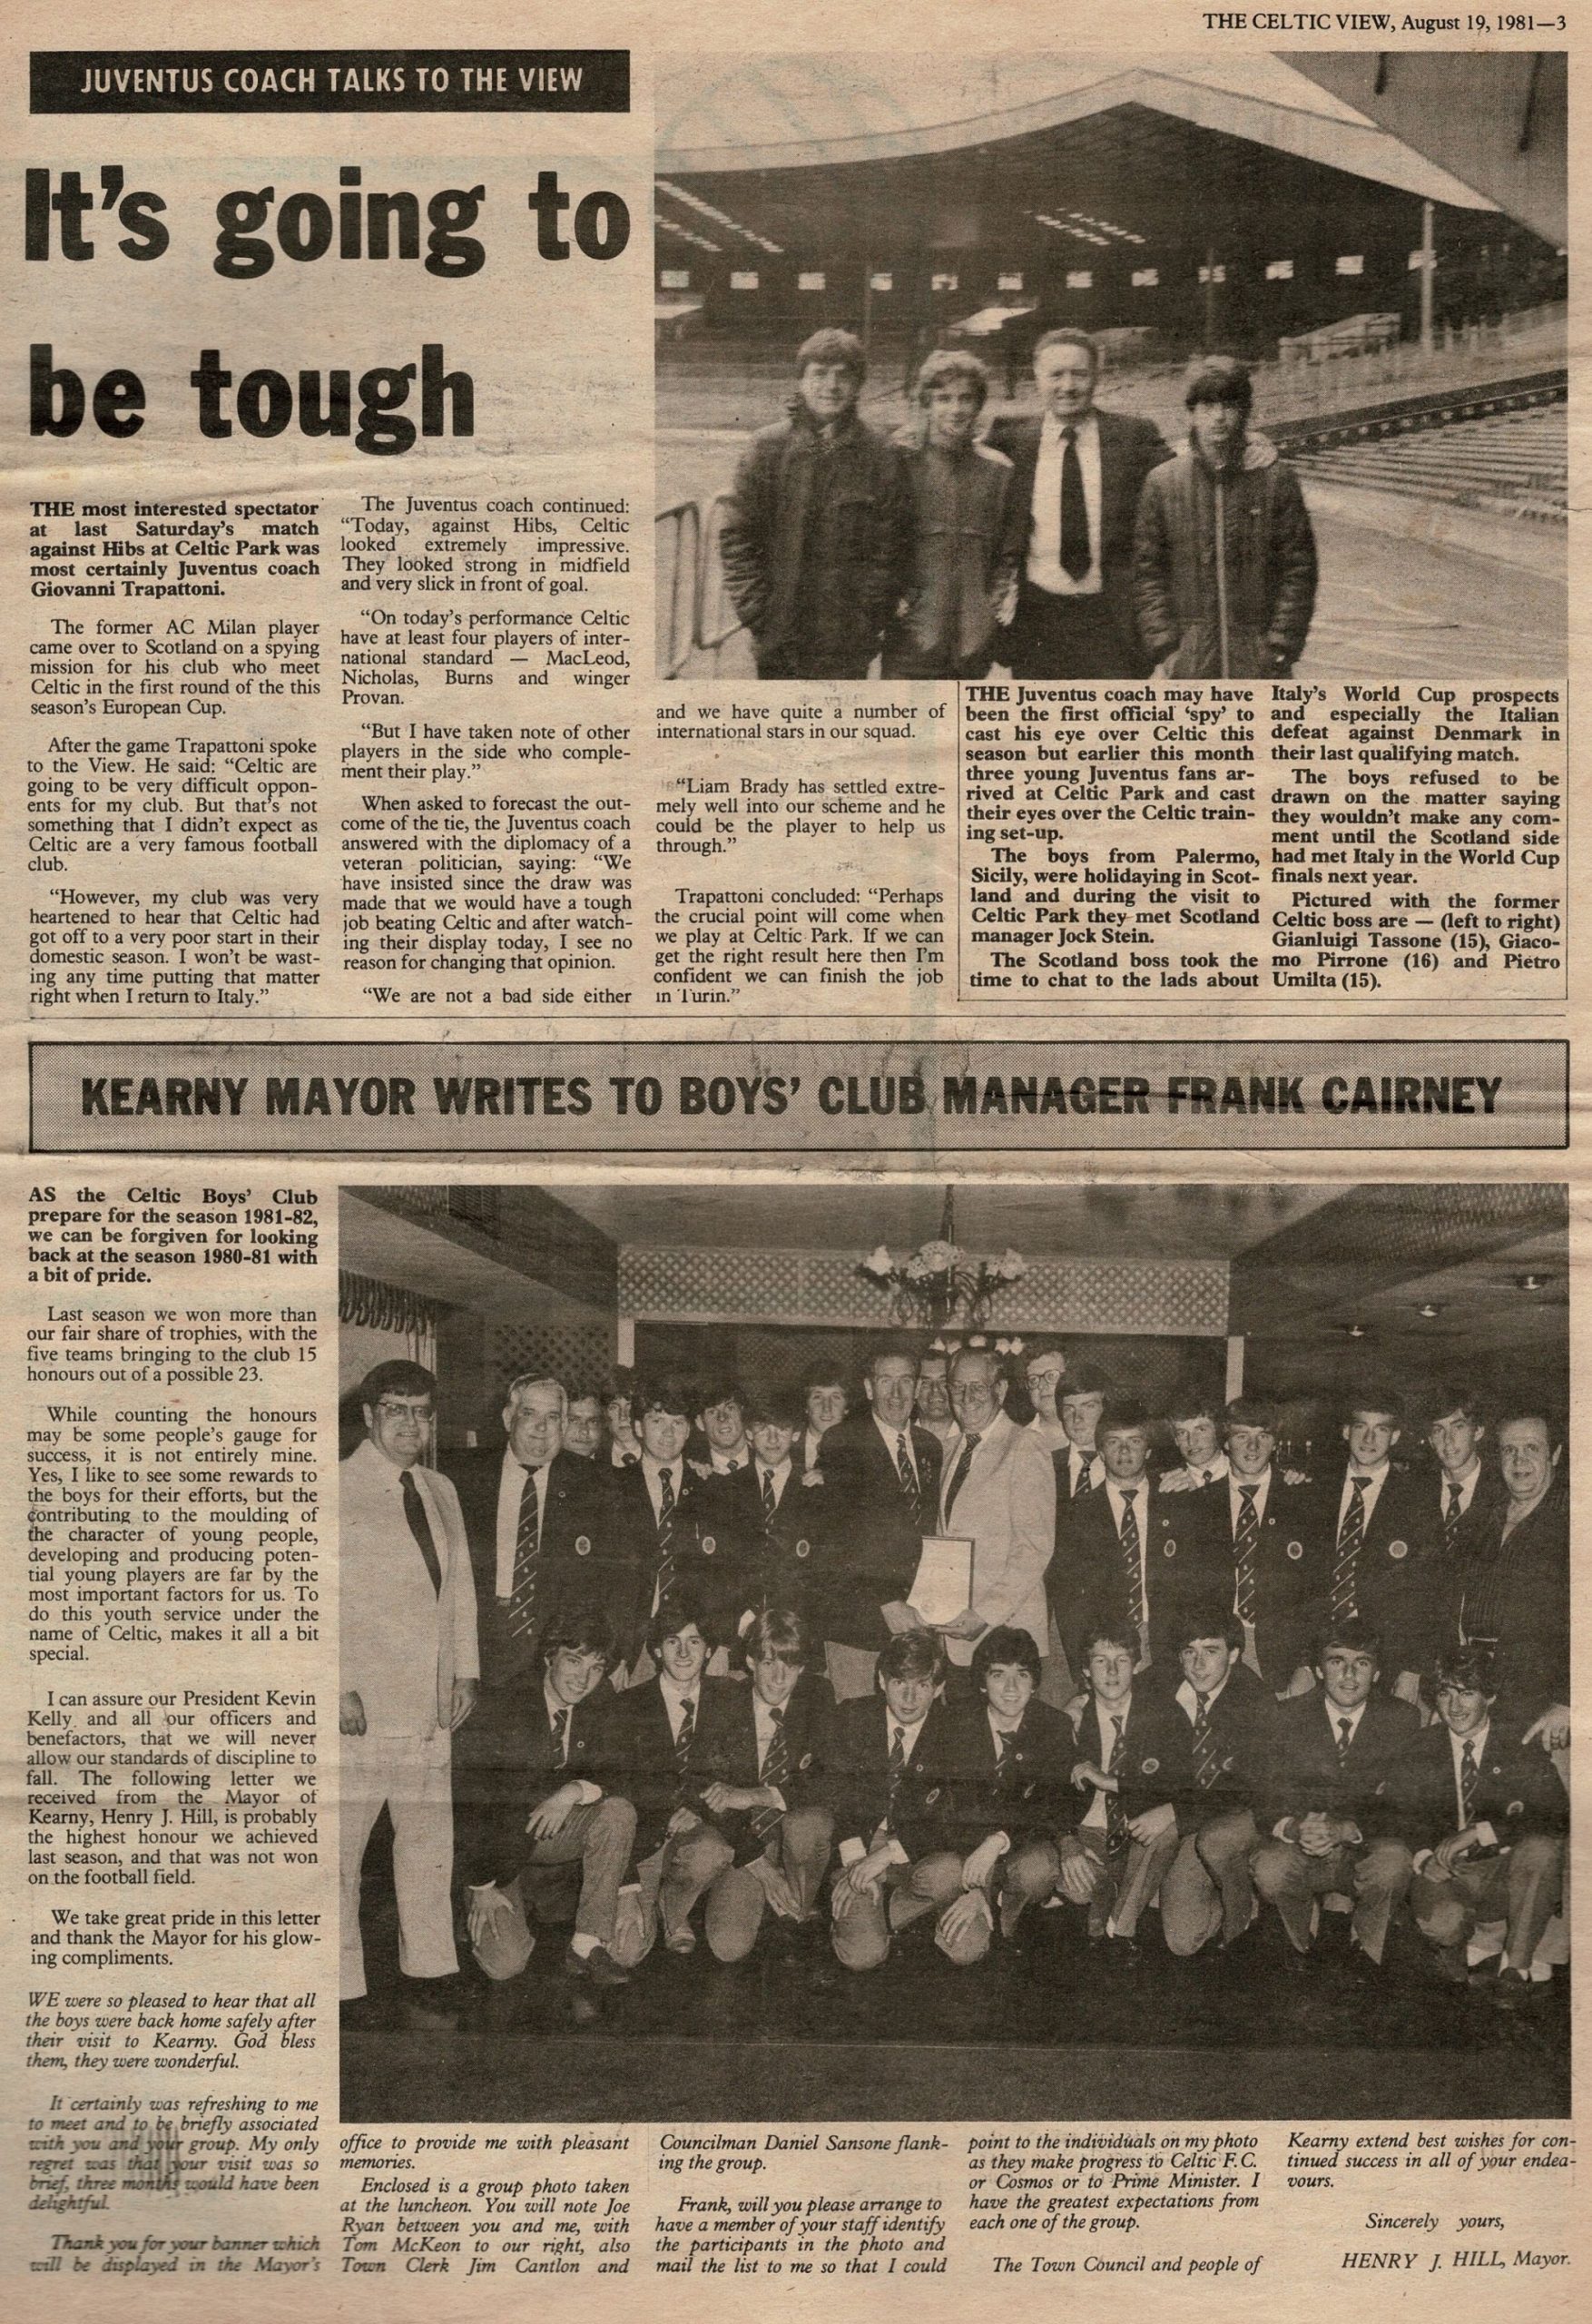 THE CELTIC VIEW, August 19, 1981—3
JUVENTUS COACH TALKS TO THE VIEW
It's going to
be tough
THE most interested spectator
at last Saturday's match
against Hibs at Celtic Park was
most certainly Juventus coach
Giovanni Trapattoni.
The former AC Milan player
came over to Scotland on a spying
mission for his club who meet
Celtic in the first round of the this
season's European Cup.
After the game Trapattoni spoke
to the View. He said: “Celtic are
going to be very difficult oppon-
ents for my club. But that's not
something that I didn't expect as
Celtic are a very famous football
club.
“However, my club was very
heartened to hear that Celtic had
got off to a very poor start in their
domestic season. I won't be wast-
ing any time putting that matter
right when I return to Italy.”
The Juventus coach continued:
“Today, against Hibs, Celtic
looked extremely impressive.
They looked strong in midfield
and very slick in front of goal.
“On today's performance Celtic
have at least four players of inter-
national standard — MacLeod,
Nicholas, Burns and winger
Provan.
“But I have taken note of other
players in the side who comple-
ment their play.”
When asked to forecast the out-
come of the tie, the Juventus coach
answered with the diplomacy of a
veteran politician, saying: “We
have insisted since the draw was
made that we would have a tough
job beating Celtic and after watch-
ing their display today, I see no
reason for changing that opinion.
“We are not a bad side either
and we have quite a number of
international stars in our squad.
“Liam Brady has settled extre-
mely well into our scheme and he
could be the player to help us
through.”
Trapattoni concluded: “Perhaps
the crucial point will come when
we play at Celtic Park. If we can
get the right result here then I'm
confident we can finish the job
in Turin.”
THE Juventus coach may have
been the first official ‘spy’ to
cast his eye over Celtic this
season but earlier this month
three young Juventus fans ar-
rived at Celtic Park and cast
their eyes over the Celtic train-
ing set-up.
The boys from Palermo,
Sicily, were holidaying in Scot-
land and during the visit to
Celtic Park they met Scotland
manager Jock Stein.
The Scotland boss took the
time to chat to the lads about
Italy's World Cup prospects
and especially the Italian
defeat against Denmark in
their last qualifying match.
The boys refused to be
drawn on the matter saying
they wouldn't make any com-
ment until the Scotland side
had met Italy in the World Cup
finals next year.
Pictured with the former
Celtic boss are — (left to right)
Gianluigi Tassone (15), Giaco-
mo Pirrone (16) and Pietro
Umilta (15).
KEARNY MAYOR WRITES TO BOYS' CLUB MANAGER FRANK CAIRNEY
AS the Celtic Boys' Club
prepare for the season 1981-82,
we can be forgiven for looking
back at the season 1980-81 with
a bit of pride.
Last season we won more than
our fair share of trophies, with the
five teams bringing to the club 15
honours out of a possible 23.
While counting the honours
may be some people's gauge for
success, it is not entirely mine.
Yes, I like to see some rewards to
the boys for their efforts, but the
contributing to the moulding of
the character of young people,
developing and producing poten-
tial young players are far by the
most important factors for us. To
do this youth service under the
name of Celtic, makes it all a bit
special.
I can assure our President Kevin
Kelly and all our officers and
benefactors, that we will never
allow our standards of discipline to
fall. The following letter we
received from the Mayor of
Kearny, Henry J. Hill, is probably
the highest honour we achieved
last season, and that was not won
on the football field.
We take great pride in this letter
and thank the Mayor for his glow-
ing compliments.
WE were so pleased to hear that all
the boys were back home safely after
their visit to Kearny. God bless
them, they were wonderful.
It certainly was refreshing to me
to meet and to be briefly associated
with you and your group. My only
regret was that your visit was so
brief, three months would have been
delightful.
Thank you for your banner which
will be displayed in the Mayor's
office to provide me with pleasant
memories.
Enclosed is a group photo taken
at the luncheon. You will note Joe
Ryan between you and me, with
Tom McKeon to our right, also
Town Clerk Jim Cantlon and
Councilman Daniel Sansone flank-
ing the group.
Frank, will you please arrange to
have a member of your staff identify
the participants in the photo and
mail the list to me so that I could
point to the individuals on my photo
as they make progress to Celtic F.C.
or Cosmos or to Prime Minister. I
have the greatest expectations from
each one of the group.
The Town Council and people of
Kearny extend best wishes for con-
tinued success in all of your endea-
vours.
Sincerely yours,
HENRY J. HILL, Mayor.